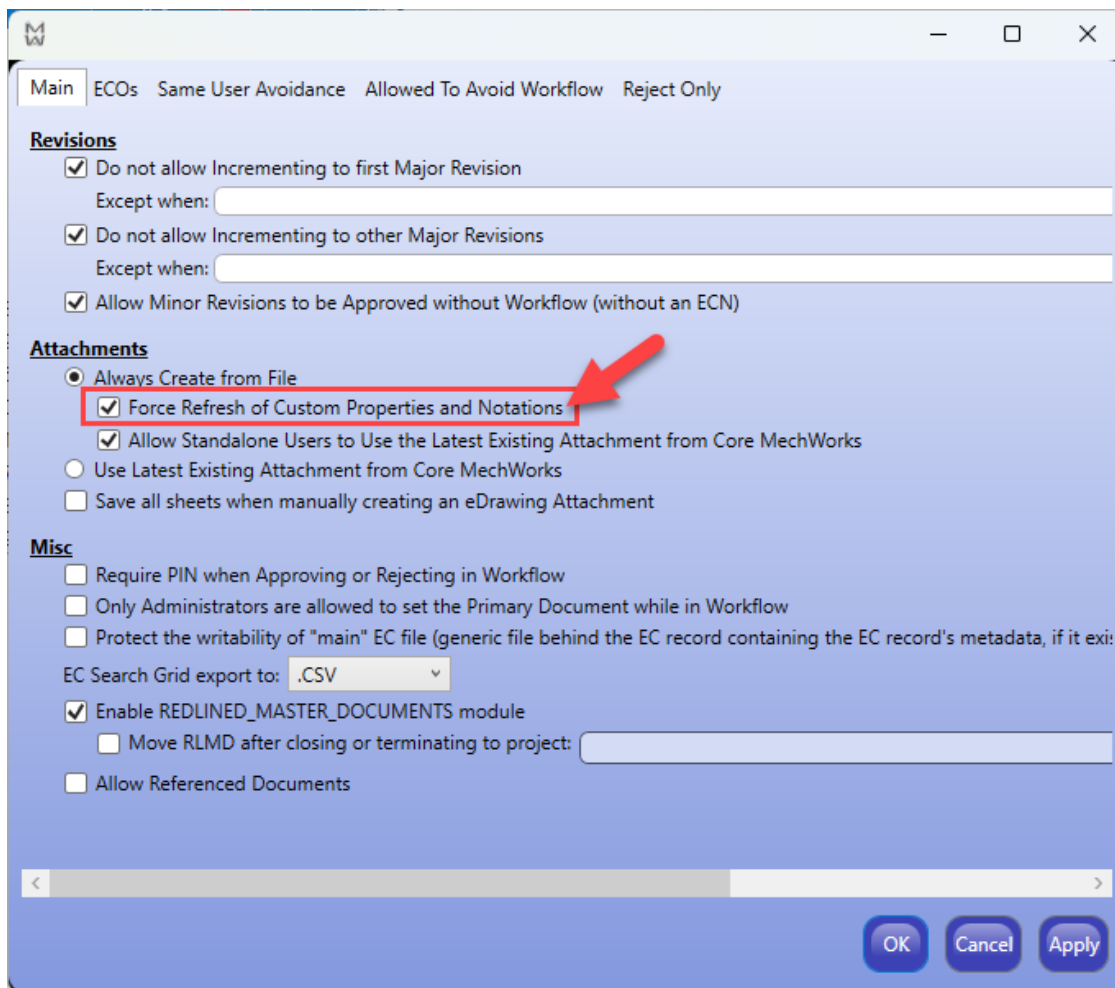 Main ECOs Same User Avoidance Allowed To Avoid Workflow Reject Only
Revisions
Do not allow Incrementing to first Major Revision
Except when:
Do not allow Incrementing to other Major Revisions
Except when:
Allow Minor Revisions to be Approved without Workflow (without an ECN)
Attachments
Always Create from File
Force Refresh of Custom Properties and Notations
Allow Standalone Users to Use the Latest Existing Attachment from Core MechWorks
Use Latest Existing Attachment from Core MechWorks
Save all sheets when manually creating an eDrawing Attachment
Misc
Require PIN when Approving or Rejecting in Workflow
Only Administrators are allowed to set the Primary Document while in Workflow
Protect the writability of "main" EC file (generic file behind the EC record containing the EC record's metadata, if it exi
EC Search Grid export to: .CSV
Enable REDLINED_MASTER_DOCUMENTS module
Move RLMD after closing or terminating to project:
Allow Referenced Documents
OK Cancel Apply